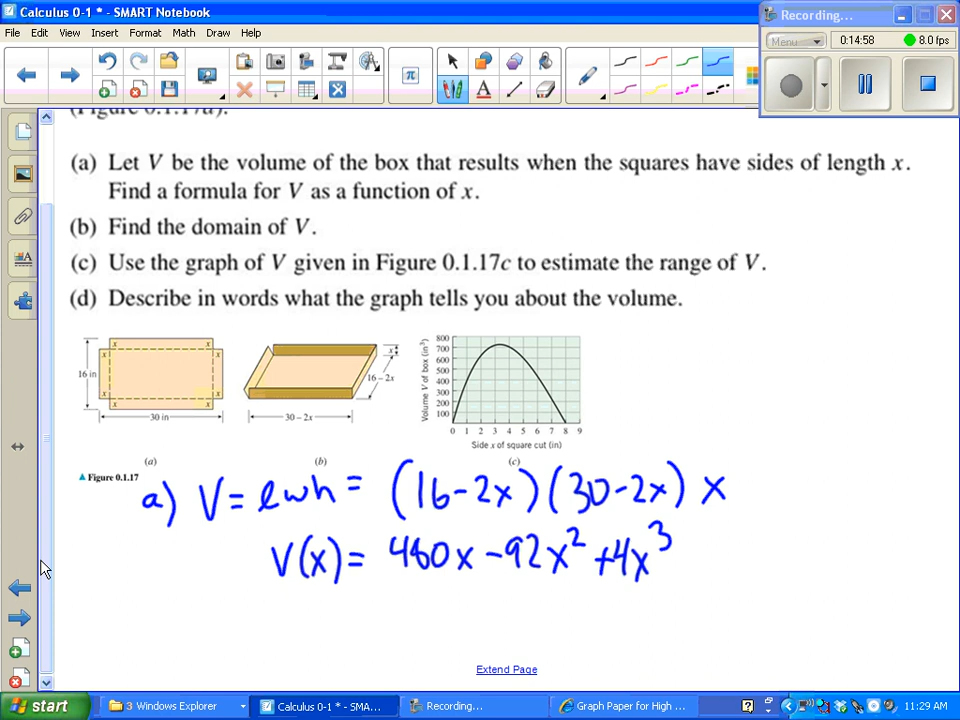 Calculus 0-1 * - SMART Notebook
Recording...
File Edit View Insert Format Math Draw Help
Menu
0:14:58
8.0 fps
(Figure 0.1.17a).
(a) Let V be the volume of the box that results when the squares have sides of length x.
Find a formula for V as a function of x.
(b) Find the domain of V.
(c) Use the graph of V given in Figure 0.1.17c to estimate the range of V.
(d) Describe in words what the graph tells you about the volume.
x x
x x
16 in
x x
x x
30 in
x
16 – 2x
30 – 2x
Volume V of box (in³)
800
700
600
500
400
300
200
100
0 1 2 3 4 5 6 7 8 9
Side x of square cut (in)
(a) (b) (c)
▲ Figure 0.1.17
a) V = lwh = (16-2x)(30-2x) x
V(x) = 480x - 92x² + 4x³
Extend Page
start
3 Windows Explorer
Calculus 0-1 * - SMA...
Recording...
Graph Paper for High ...
11:29 AM